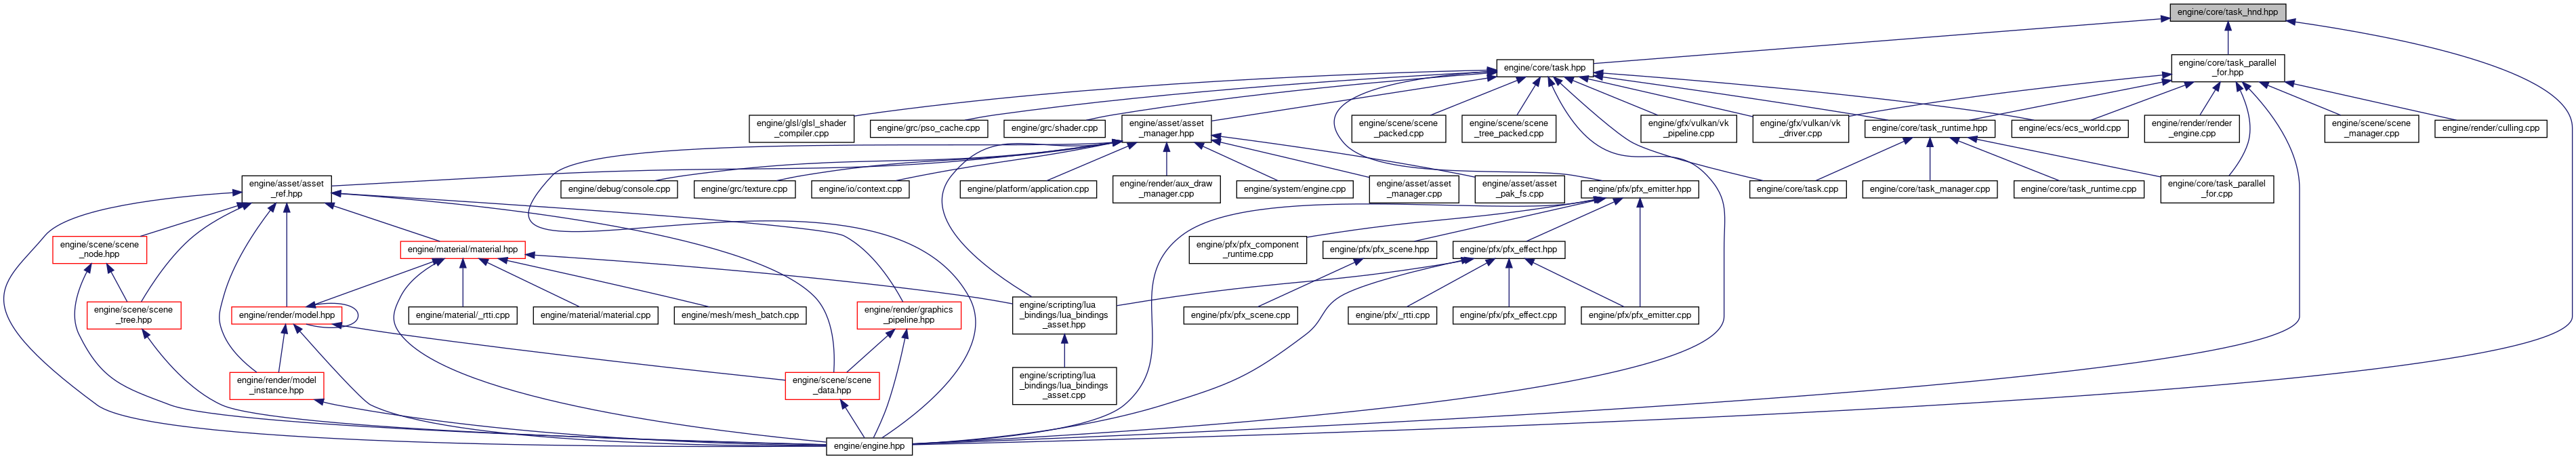 engine/core/task_hnd.hpp
engine/core/task.hpp
engine/core/task_parallel
_for.hpp
engine/glsl/glsl_shader
_compiler.cpp
engine/grc/pso_cache.cpp
engine/grc/shader.cpp
engine/asset/asset
_manager.hpp
engine/scene/scene
_packed.cpp
engine/scene/scene
_tree_packed.cpp
engine/gfx/vulkan/vk
_pipeline.cpp
engine/gfx/vulkan/vk
_driver.cpp
engine/core/task_runtime.hpp
engine/ecs/ecs_world.cpp
engine/render/render
_engine.cpp
engine/scene/scene
_manager.cpp
engine/render/culling.cpp
engine/asset/asset
_ref.hpp
engine/debug/console.cpp
engine/grc/texture.cpp
engine/io/context.cpp
engine/platform/application.cpp
engine/render/aux_draw
_manager.cpp
engine/system/engine.cpp
engine/asset/asset
_manager.cpp
engine/asset/asset
_pak_fs.cpp
engine/pfx/pfx_emitter.hpp
engine/core/task.cpp
engine/core/task_manager.cpp
engine/core/task_runtime.cpp
engine/core/task_parallel
_for.cpp
engine/scene/scene
_node.hpp
engine/material/material.hpp
engine/pfx/pfx_component
_runtime.cpp
engine/pfx/pfx_scene.hpp
engine/pfx/pfx_effect.hpp
engine/scene/scene
_tree.hpp
engine/render/model.hpp
engine/material/_rtti.cpp
engine/material/material.cpp
engine/mesh/mesh_batch.cpp
engine/render/graphics
_pipeline.hpp
engine/scripting/lua
_bindings/lua_bindings
_asset.hpp
engine/pfx/pfx_scene.cpp
engine/pfx/_rtti.cpp
engine/pfx/pfx_effect.cpp
engine/pfx/pfx_emitter.cpp
engine/render/model
_instance.hpp
engine/scene/scene
_data.hpp
engine/scripting/lua
_bindings/lua_bindings
_asset.cpp
engine/engine.hpp